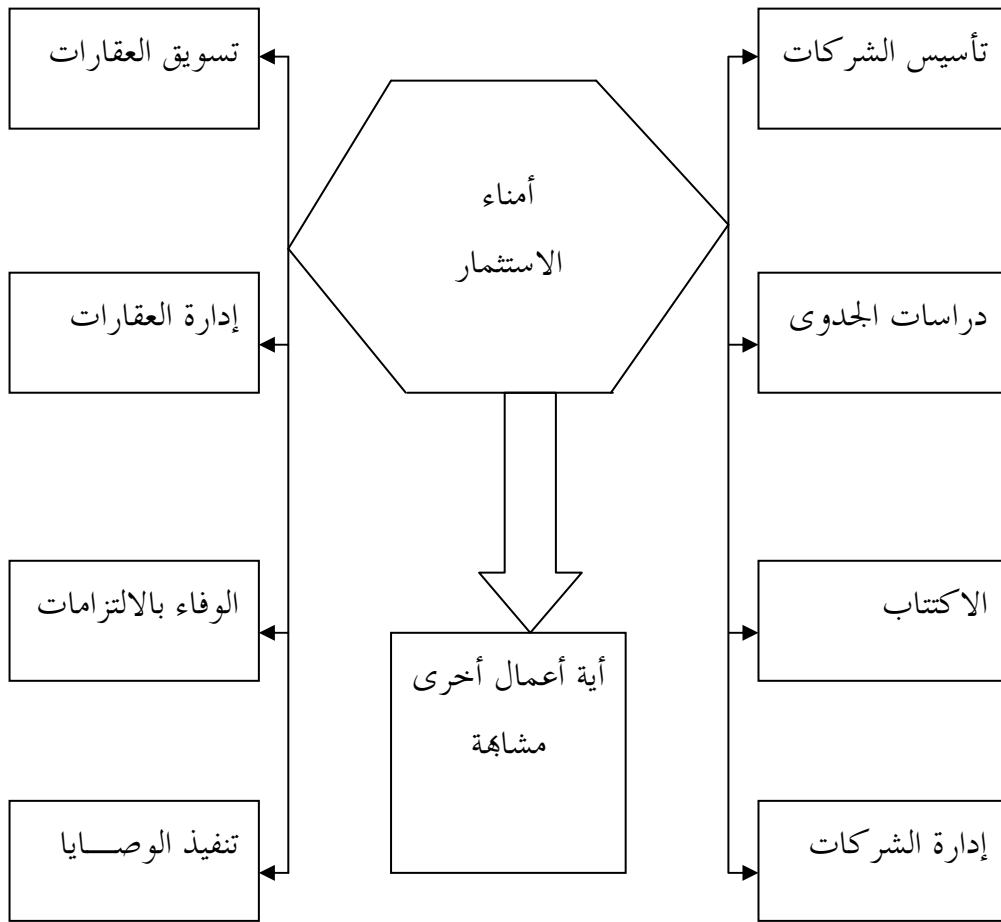 تأسيس الشركات
تسويق العقارات
أمناء
الاستثمار
دراسات الجدوى
إدارة العقارات
الاكتتاب
الوفاء بالالتزامات
أية أعمال أخرى
مشابهة
إدارة الشركات
تنفيذ الوصـــايا